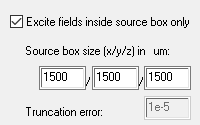 Excite fields inside source box only
Source box size (x/y/z) in um:
1500 / 1500 / 1500
Truncation error: 1e-5